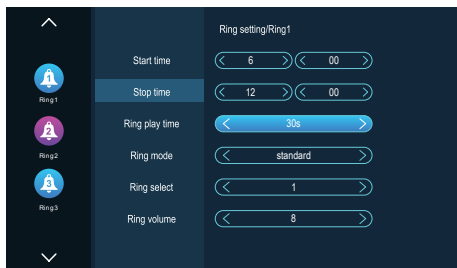 Ring setting/Ring1
Start time 6 00
1
Ring1
Stop time 12 00
Ring play time 30s
2
Ring2
Ring mode standard
3
Ring3
Ring select 1
Ring volume 8